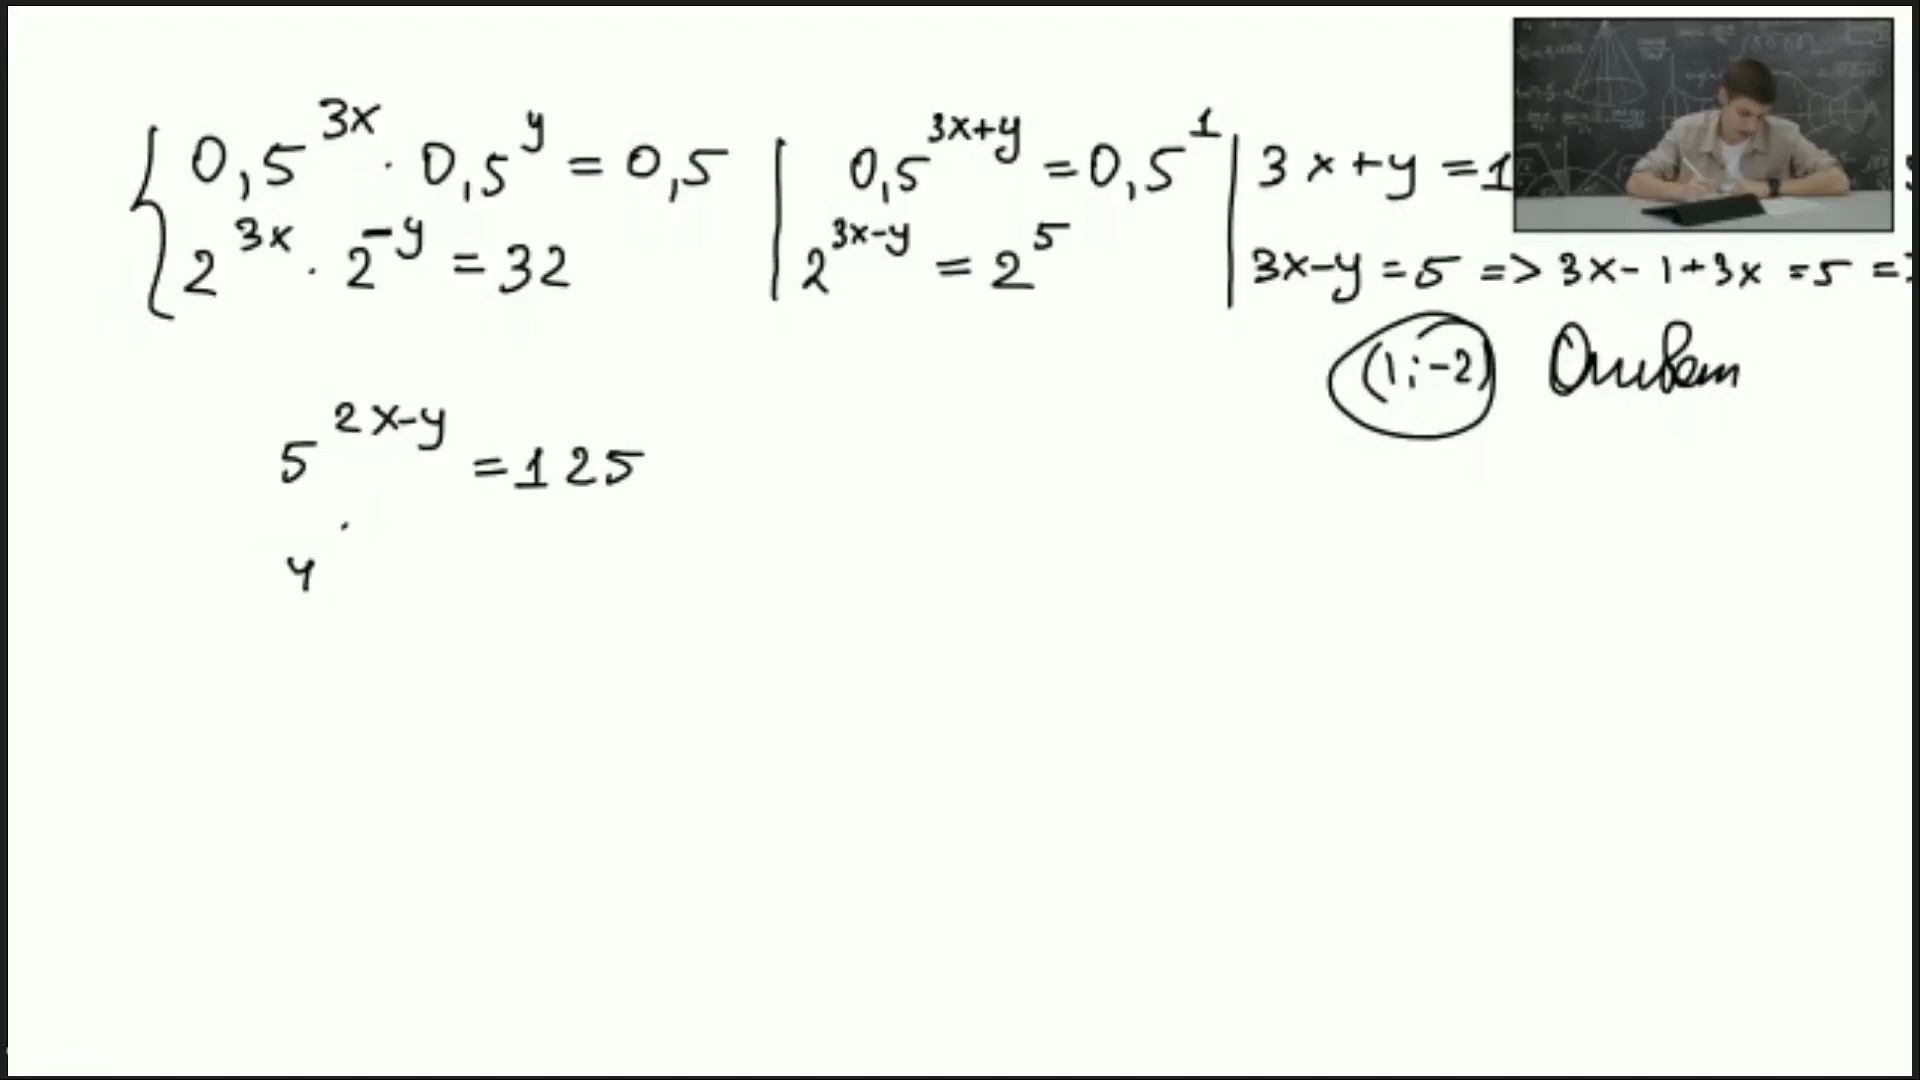 0,5^{3x} · 0,5^{y} = 0,5 | 0,5^{3x+y} = 0,5^{1} | 3x+y = 1
2^{3x} · 2^{-y} = 32 | 2^{3x-y} = 2^{5} | 3x-y = 5 => 3x - 1 + 3x = 5 =>
(1; -2) Ответ
5^{2x-y} = 125
4